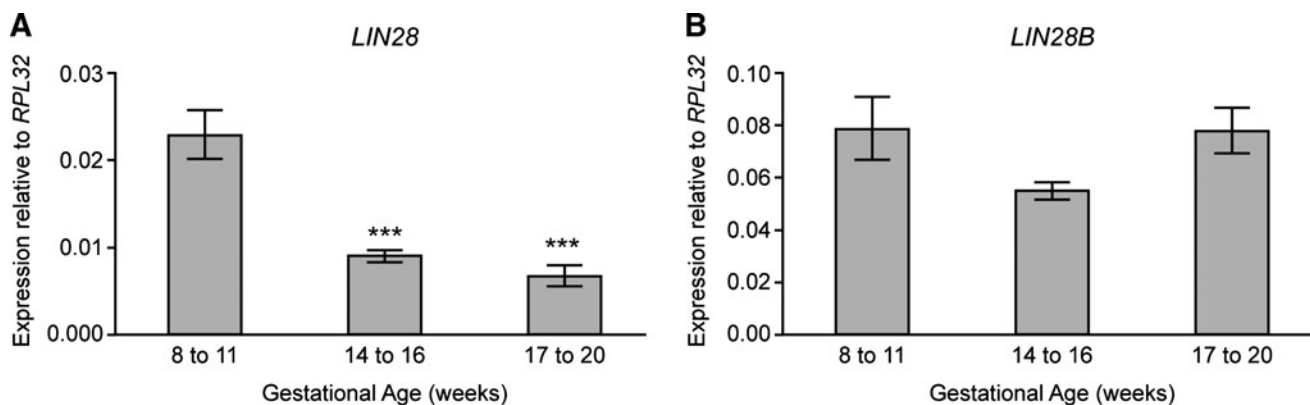 A
LIN28
Expression relative to RPL32
0.03
0.02
0.01
0.000
***
***
8 to 11
14 to 16
17 to 20
Gestational Age (weeks)
B
LIN28B
Expression relative to RPL32
0.10
0.08
0.06
0.04
0.02
0.00
8 to 11
14 to 16
17 to 20
Gestational Age (weeks)